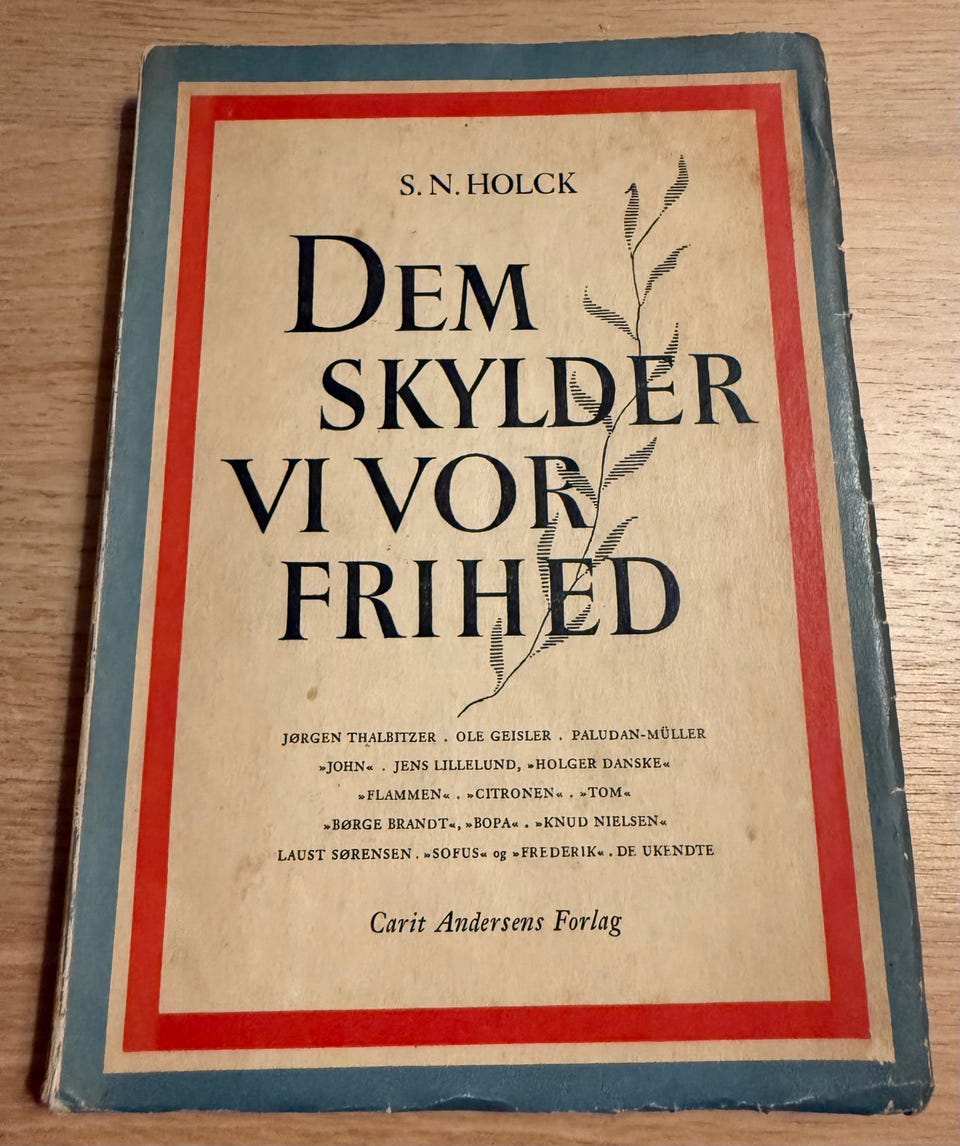 S. N. HOLCK
DEM
SKYLDER
VI VOR
FRIHED
JØRGEN THALBITZER . OLE GEISLER . PALUDAN-MÜLLER
»JOHN« . JENS LILLELUND, »HOLGER DANSKE«
»FLAMMEN« . »CITRONEN« . »TOM«
»BØRGE BRANDT«, »BOPA« . »KNUD NIELSEN«
LAUST SØRENSEN . »SOFUS« og »FREDERIK« . DE UKENDTE
Carit Andersens Forlag